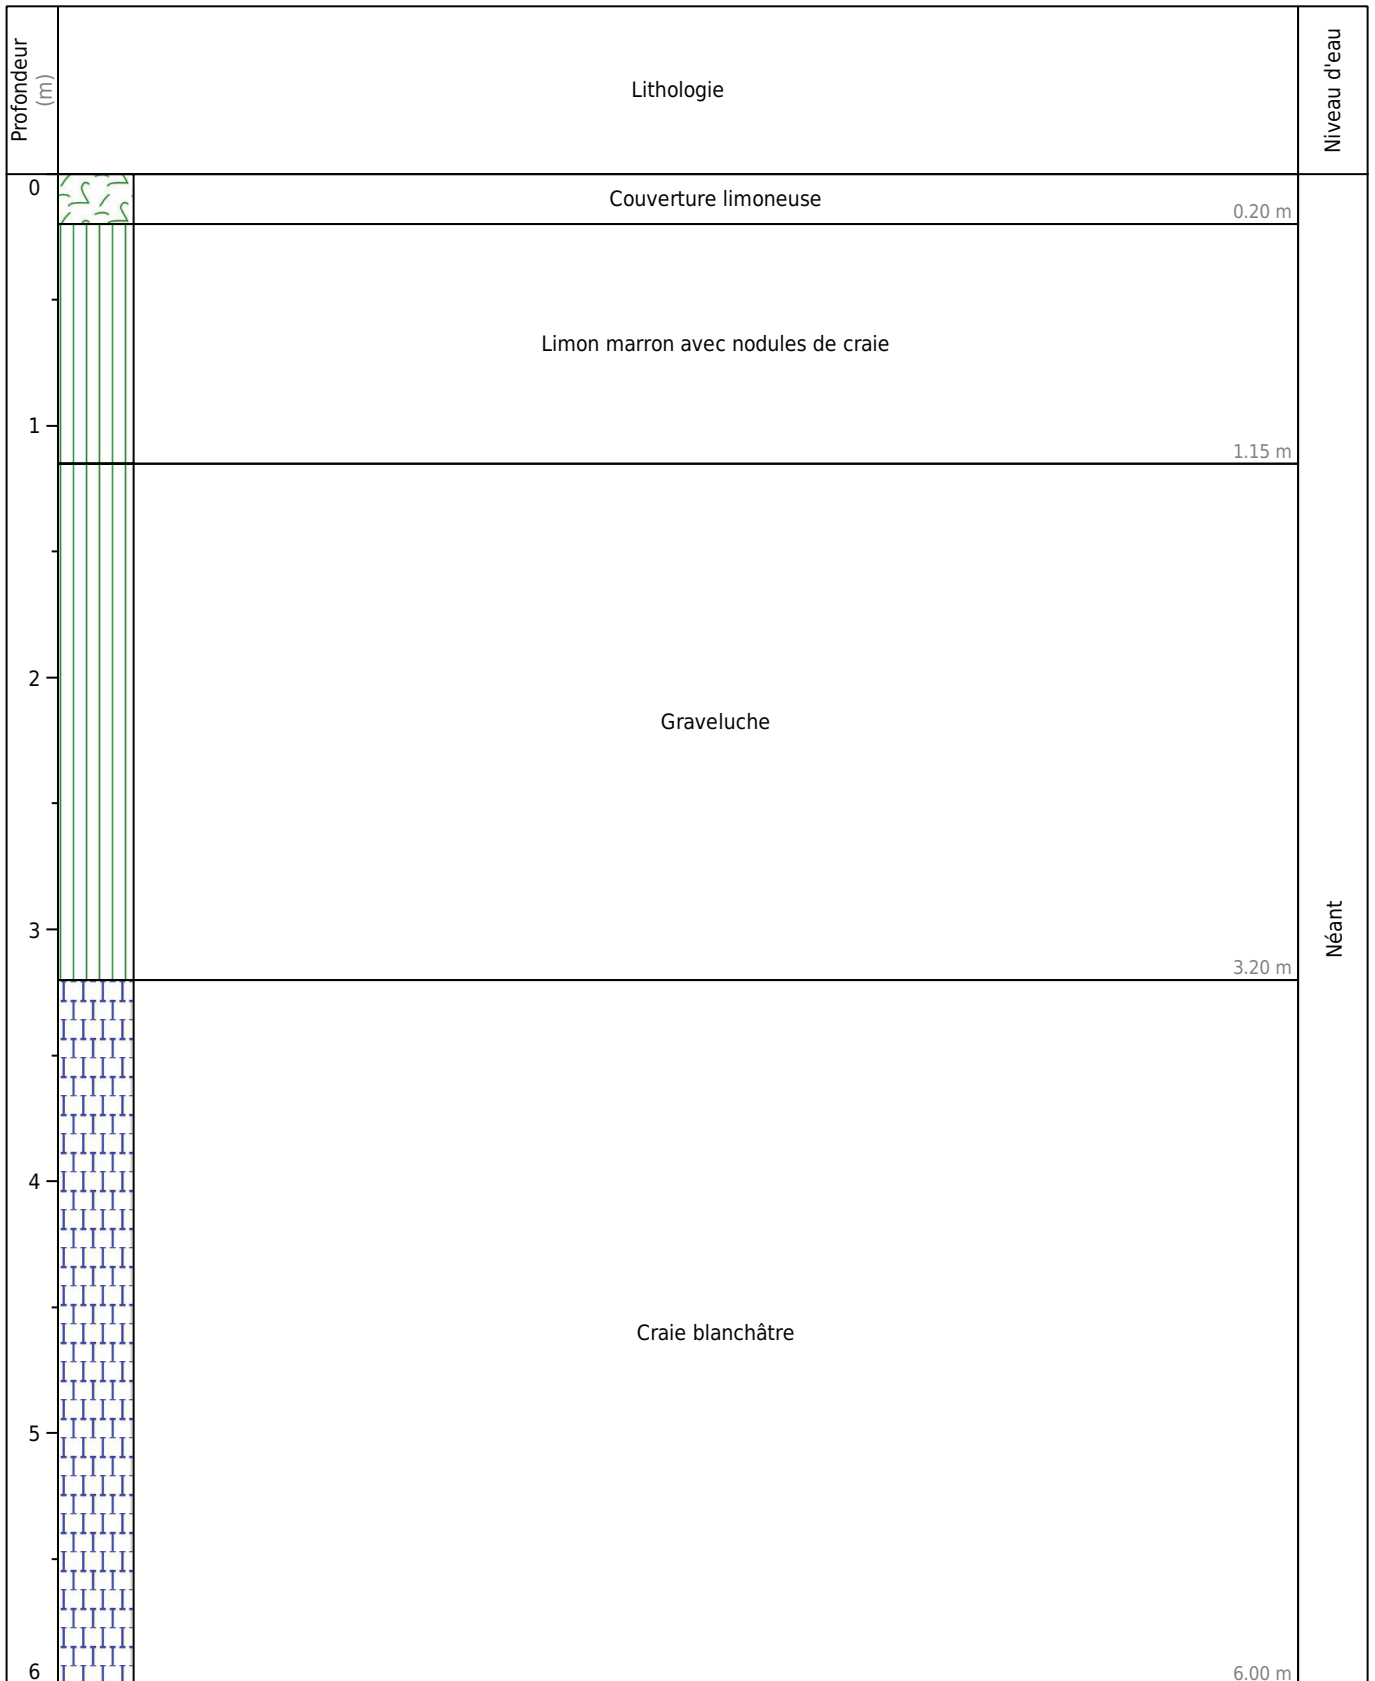 Profondeur
(m)
Lithologie
Niveau d'eau
0
Couverture limoneuse
0.20 m
Limon marron avec nodules de craie
1
1.15 m
2
Graveluche
3
Néant
3.20 m
4
Craie blanchâtre
5
6
6.00 m